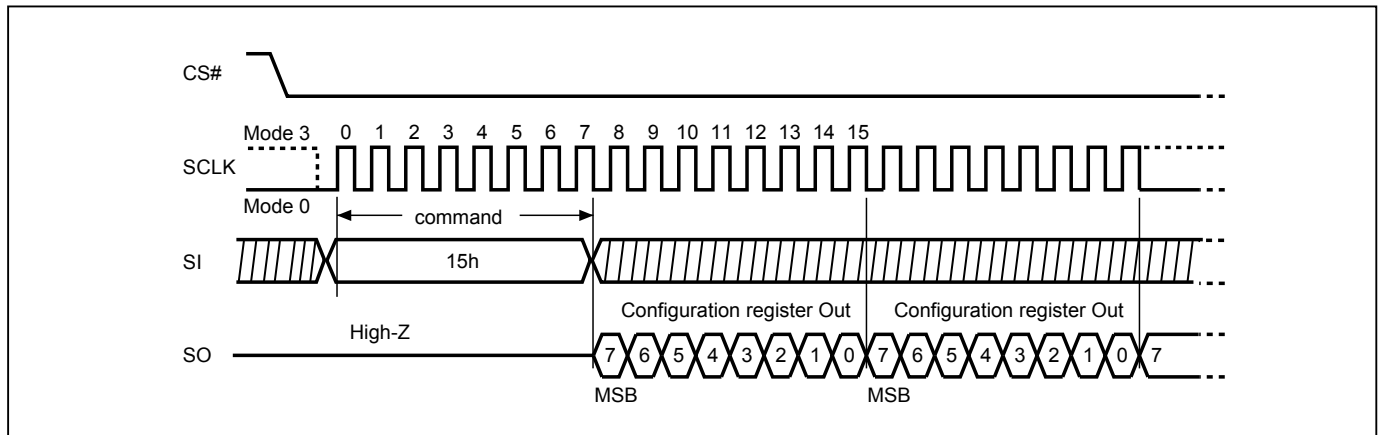 CS#
Mode 3 0 1 2 3 4 5 6 7 8 9 10 11 12 13 14 15
SCLK
Mode 0
command
SI 15h
Configuration register Out Configuration register Out
High-Z
SO 7 6 5 4 3 2 1 0 7 6 5 4 3 2 1 0 7
MSB MSB